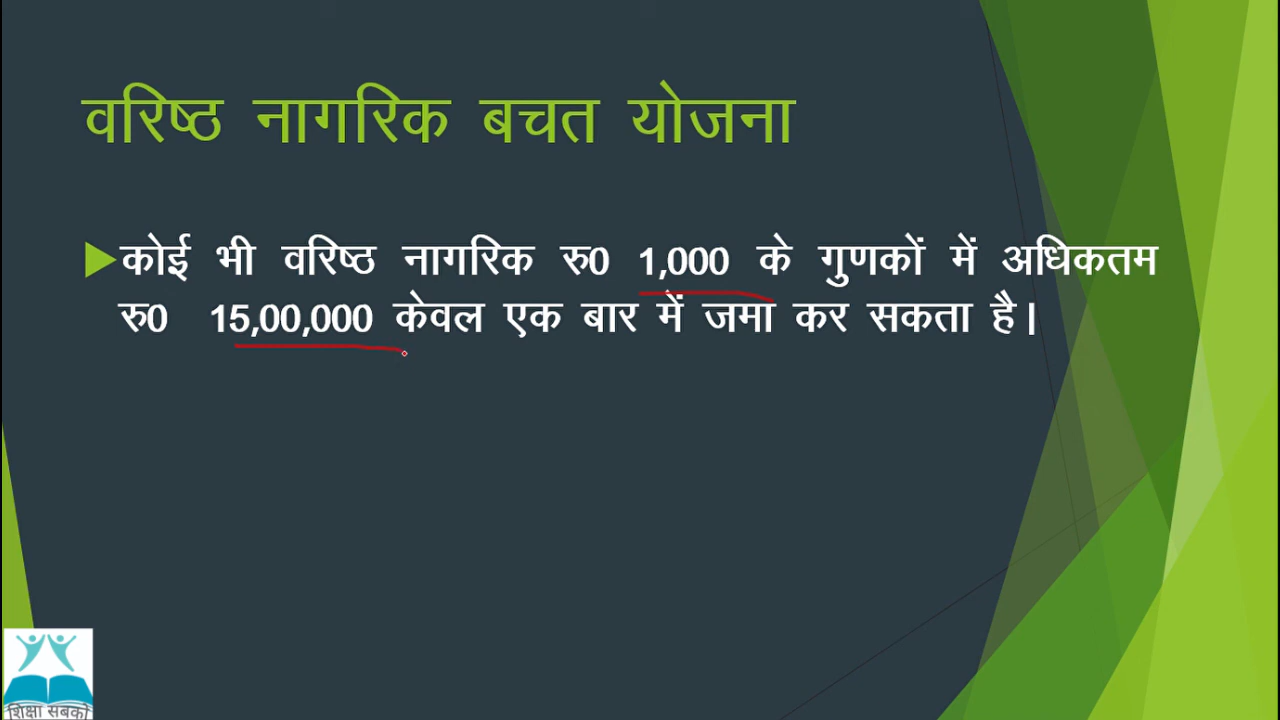 वरिष्ठ नागरिक बचत योजना
कोई भी वरिष्ठ नागरिक रु0 1,000 के गुणकों में अधिकतम
रु0 15,00,000 केवल एक बार में जमा कर सकता है।
शिक्षा सबको